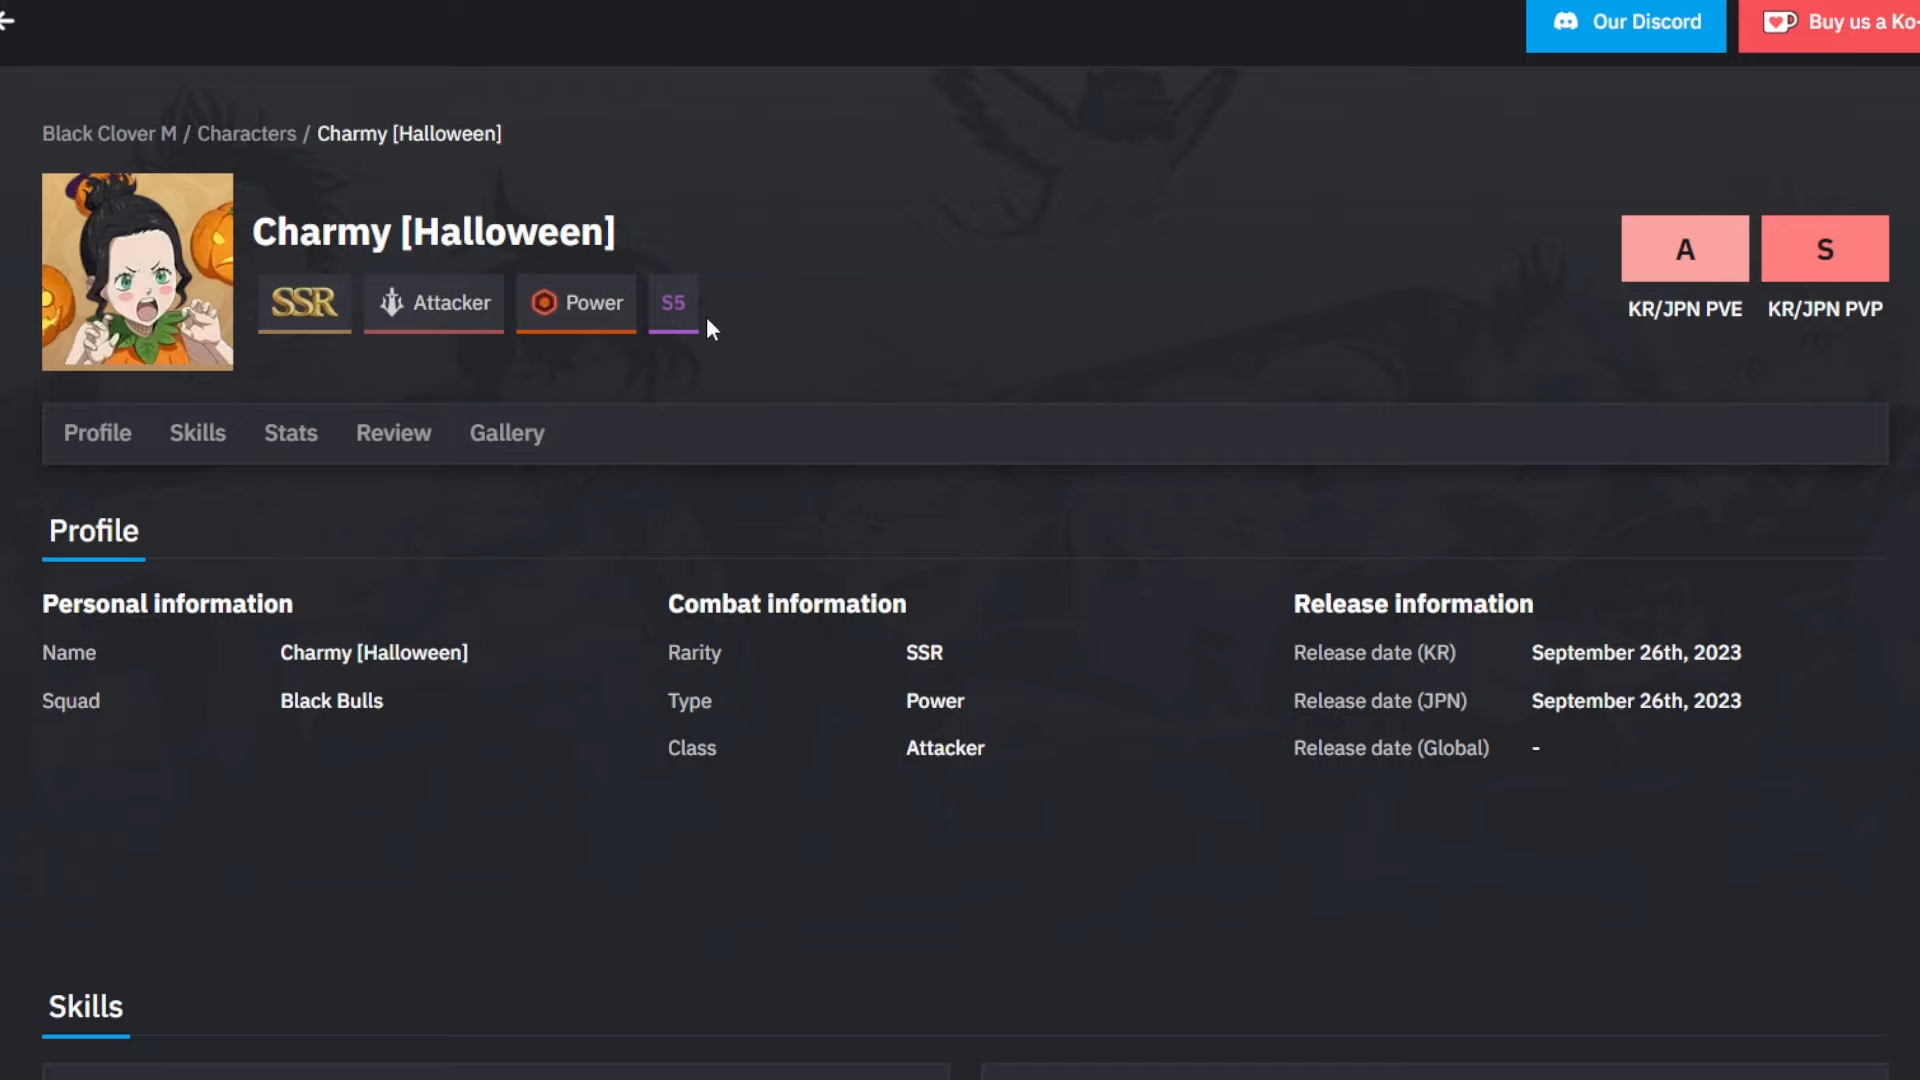 Our Discord
Buy us a Ko-
Black Clover M / Characters / Charmy [Halloween]
Charmy [Halloween]
SSR
Attacker
Power
S5
A
S
KR/JPN PVE
KR/JPN PVP
Profile
Skills
Stats
Review
Gallery
Profile
Personal information
Name Charmy [Halloween]
Squad Black Bulls
Combat information
Rarity SSR
Type Power
Class Attacker
Release information
Release date (KR) September 26th, 2023
Release date (JPN) September 26th, 2023
Release date (Global) -
Skills